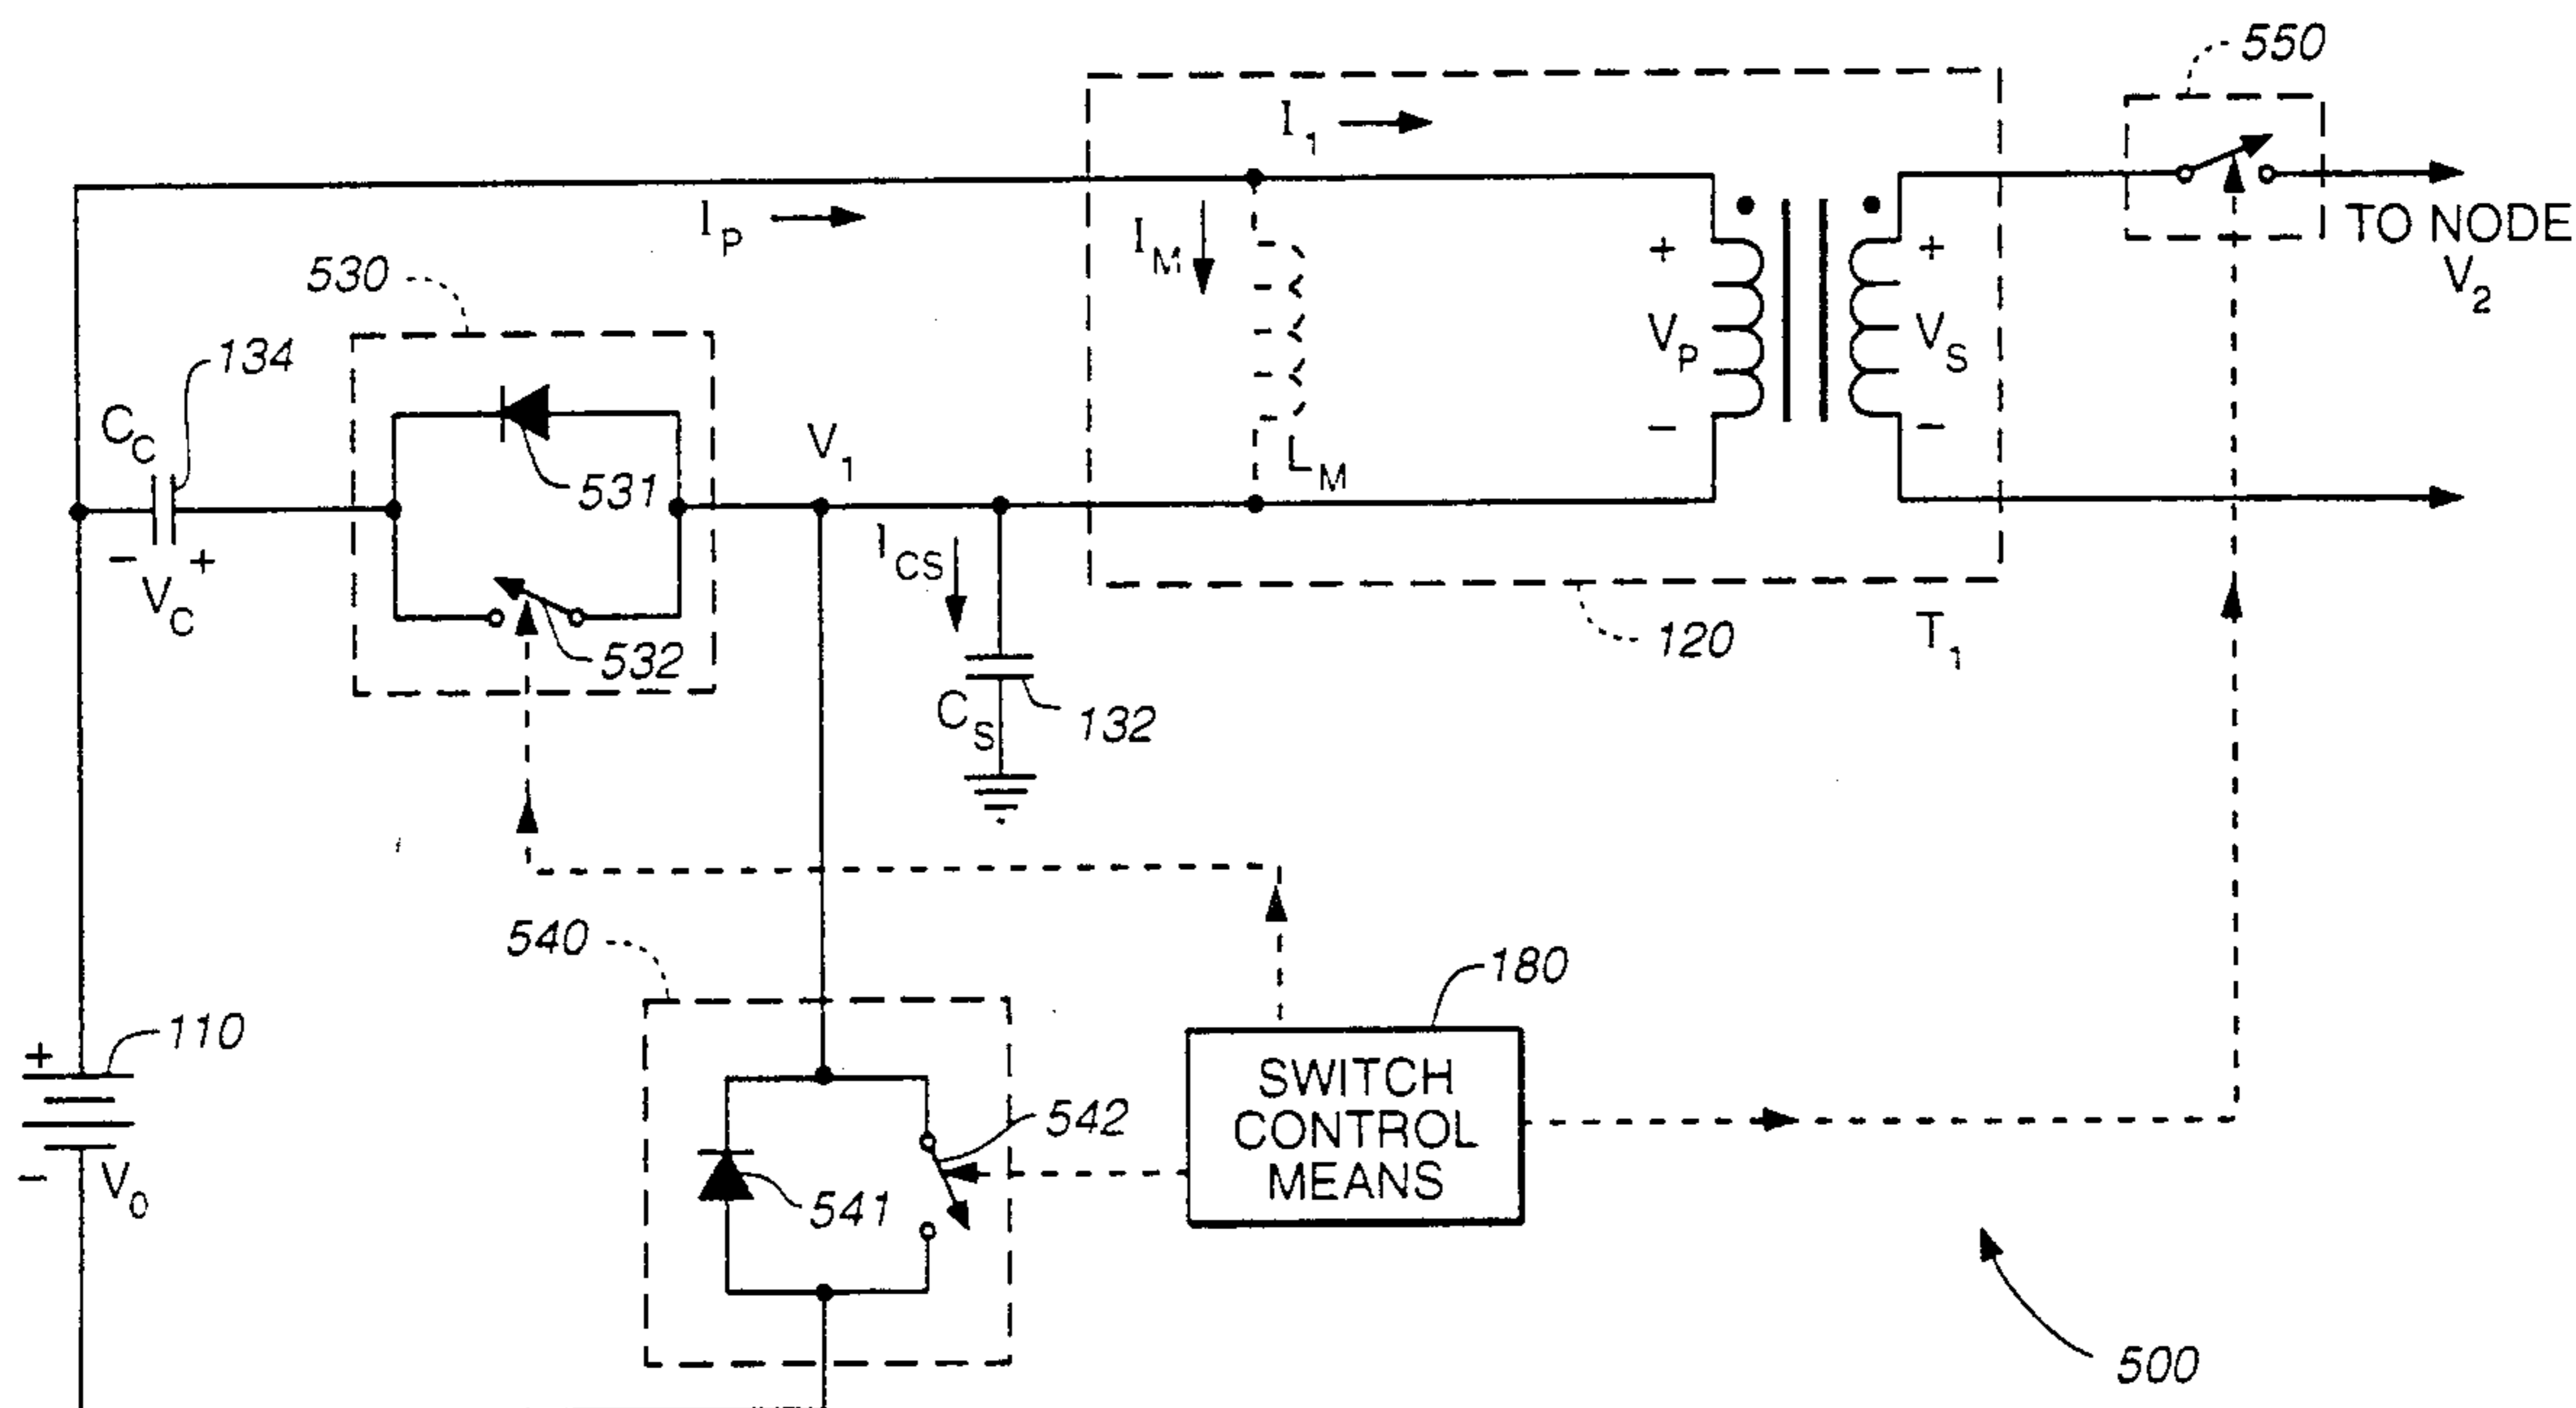 550
I1
IP
IM
+
+
TO NODE
V2
530
134
VP
VS
CC
V1
-
-
531
LM
- +
VC
ICS
532
120
T1
CS
132
540
180
110
+
SWITCH
CONTROL
MEANS
542
- V0
541
500